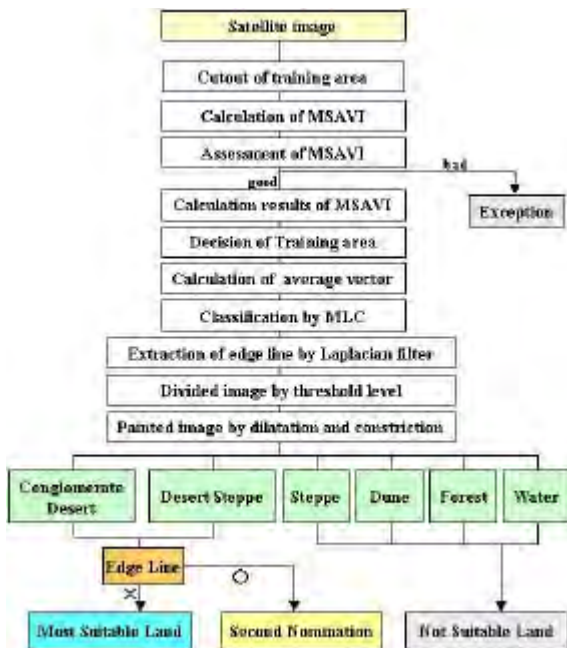 Satellite image
Cutout of training area
Calculation of MSAVI
Assessment of MSAVI
bad
good
Calculation results of MSAVI
Exception
Decision of Training area
Calculation of average vector
Classification by MLC
Extraction of edge line by Laplacian filter
Divided image by threshold level
Painted image by dilatation and constriction
Conglomerate
Desert
Desert Steppe
Steppe
Dune
Forest
Water
Edge Line
Most Suitable Land
Second Nomination
Not Suitable Land